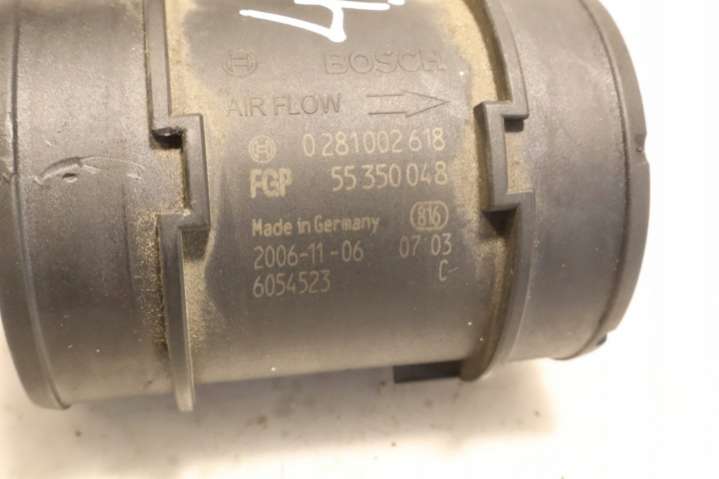 BOSCH
AIR FLOW
0 281 002 618
FGP 55 350 048
Made in Germany 816
2006-11-06 07 03
6054523 C